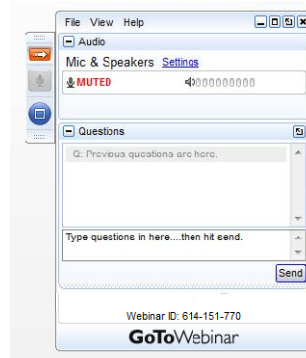 File View Help
Audio
Mic & Speakers Settings
MUTED
Questions
Q: Previous questions are here.
Type questions in here....then hit send.
Send
Webinar ID: 614-151-770
GoToWebinar